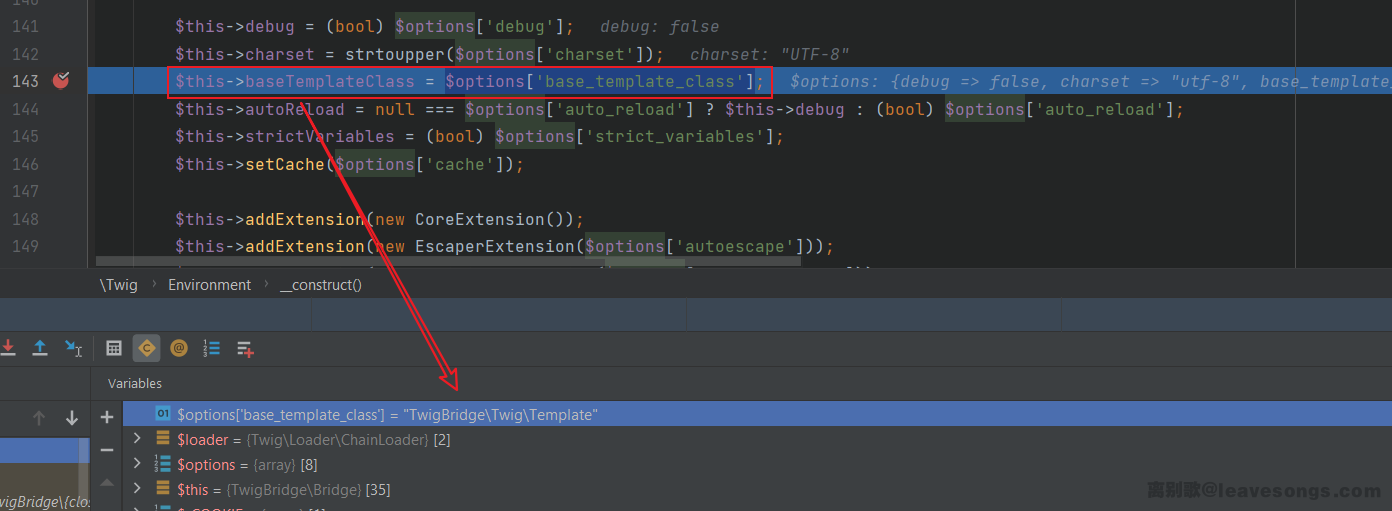 141 $this->debug = (bool) $options['debug']; debug: false
142 $this->charset = strtoupper($options['charset']); charset: "UTF-8"
143 $this->baseTemplateClass = $options['base_template_class']; $options: {debug => false, charset => "utf-8", base_template
144 $this->autoReload = null === $options['auto_reload'] ? $this->debug : (bool) $options['auto_reload'];
145 $this->strictVariables = (bool) $options['strict_variables'];
146 $this->setCache($options['cache']);
147
148 $this->addExtension(new CoreExtension());
149 $this->addExtension(new EscaperExtension($options['autoescape']));
\Twig › Environment › __construct()
Variables
01 $options['base_template_class'] = "TwigBridge\Twig\Template"
$loader = {Twig\Loader\ChainLoader} [2]
$options = {array} [8]
$this = {TwigBridge\Bridge} [35]
离别歌@leavesongs.com